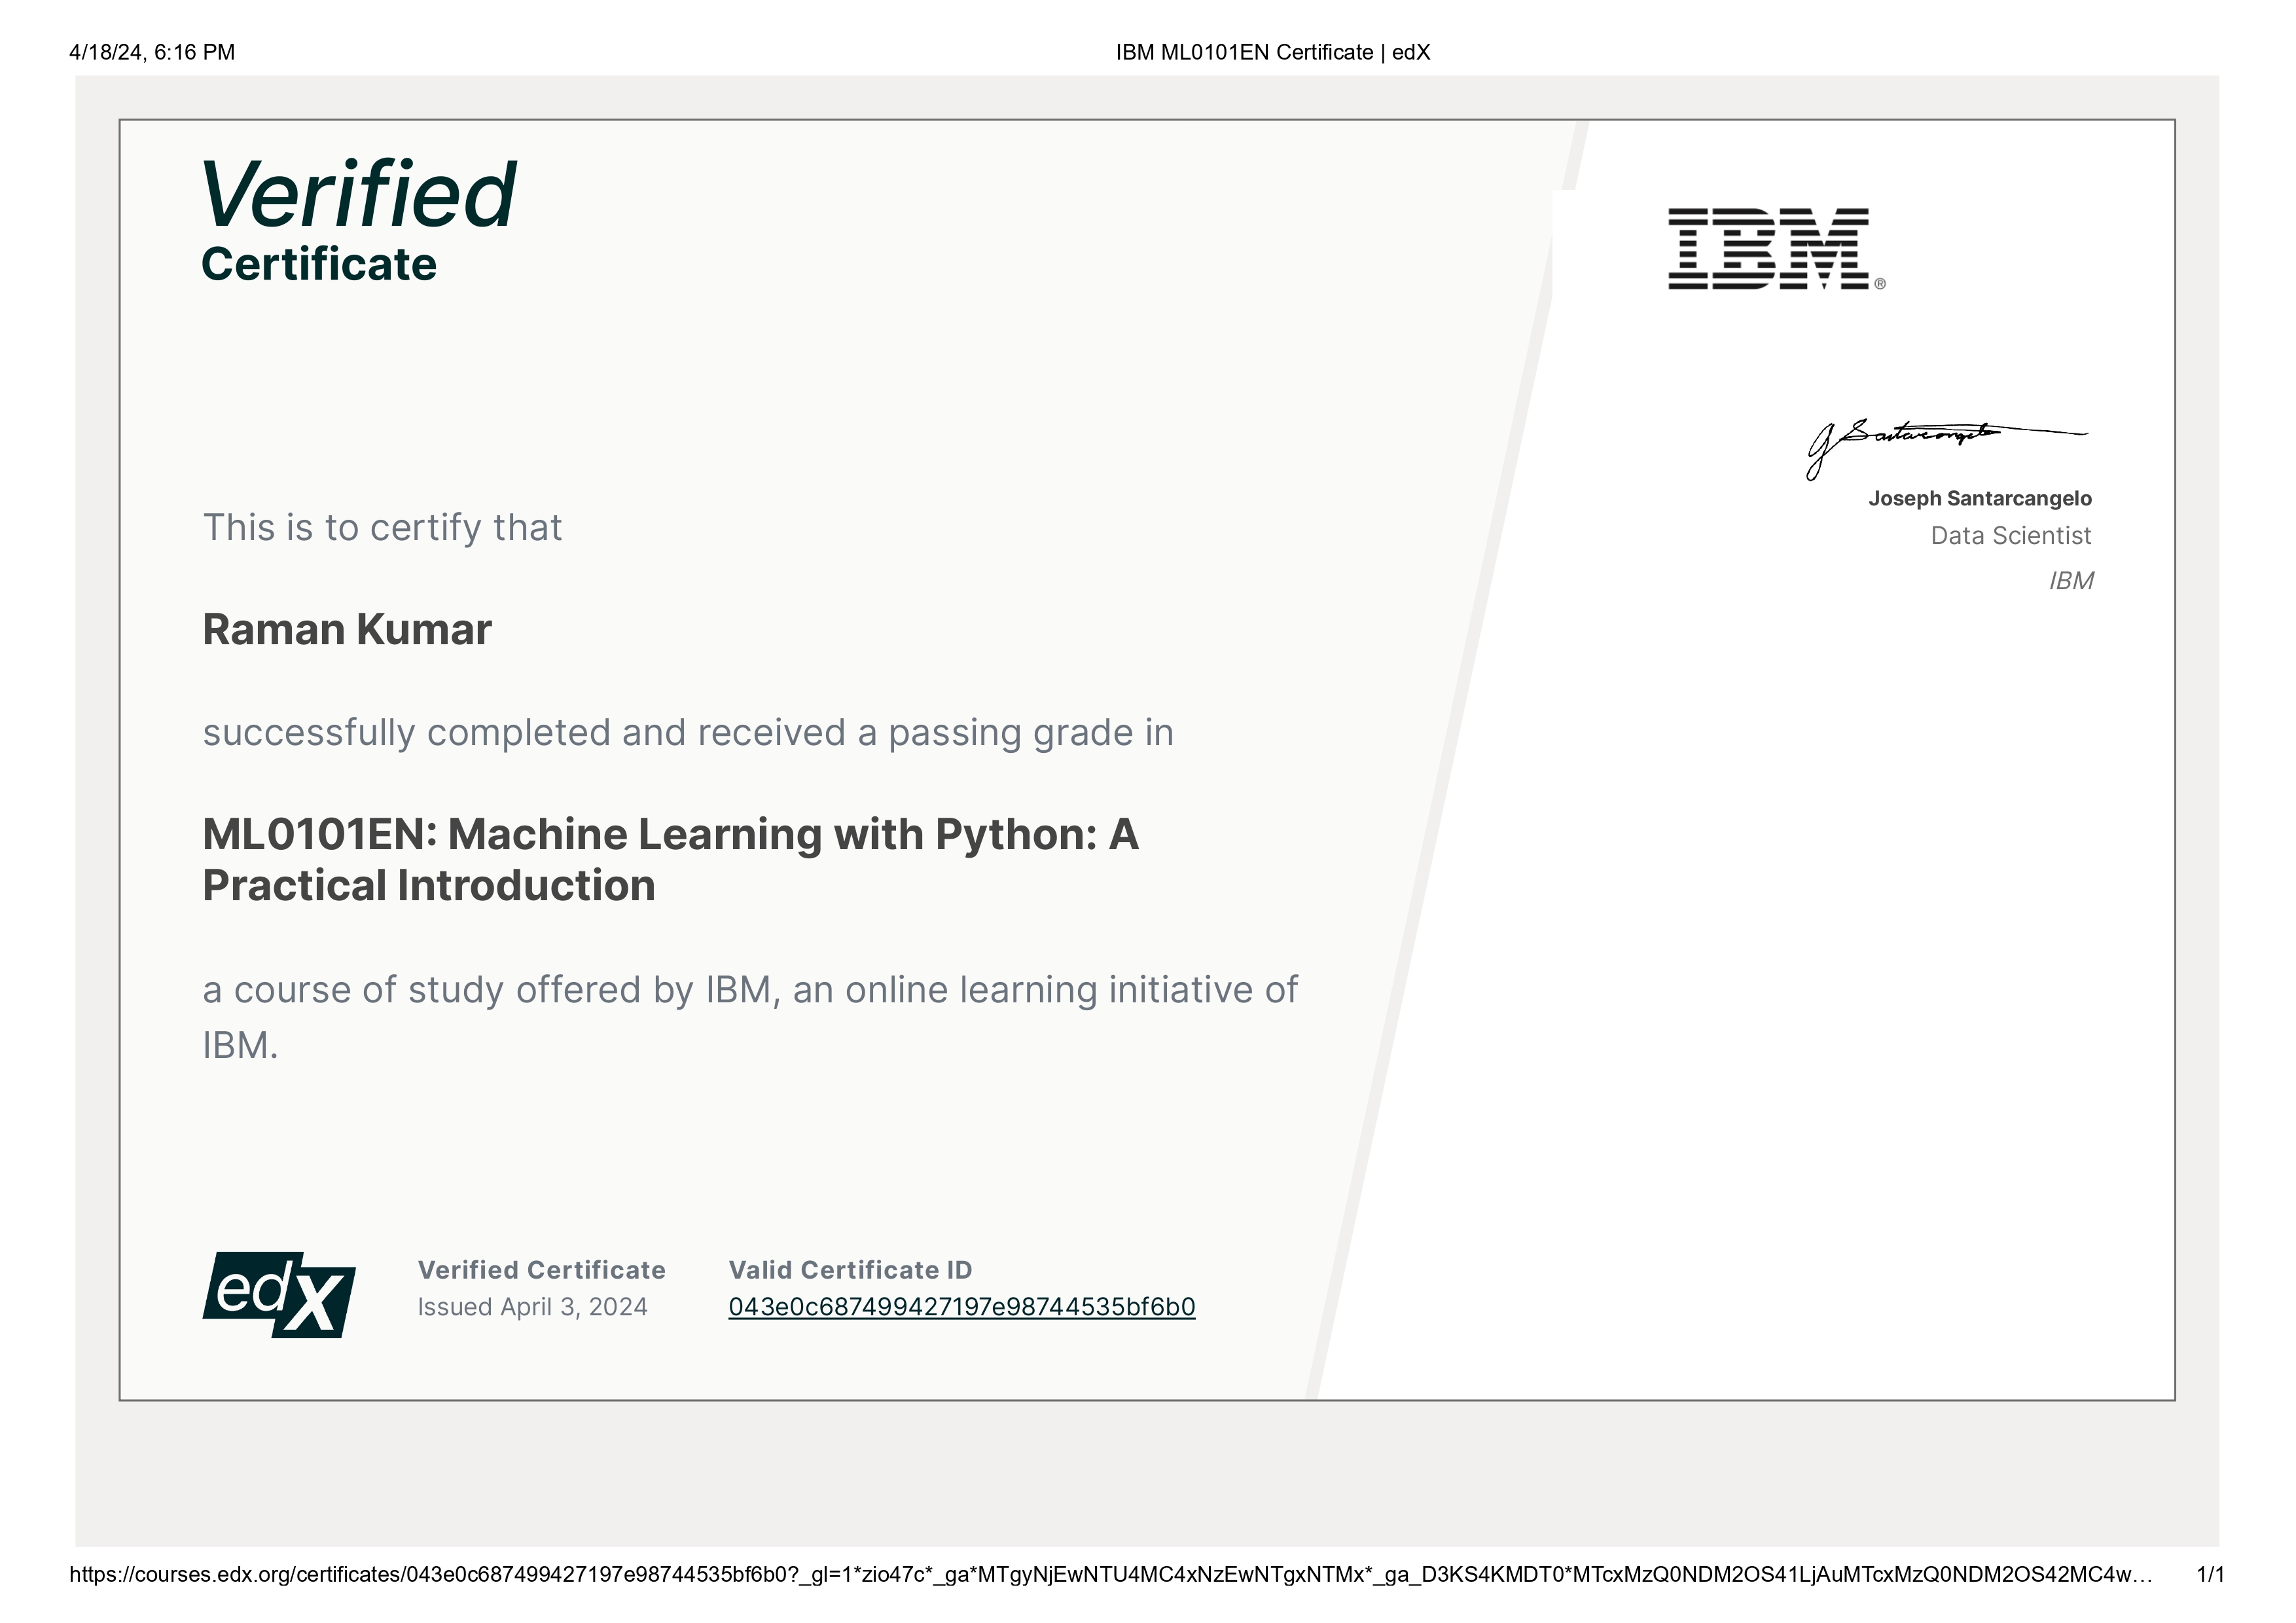 4/18/24, 6:16 PM
IBM ML0101EN Certificate | edX
Verified
Certificate
IBM®
This is to certify that
Raman Kumar
successfully completed and received a passing grade in
ML0101EN: Machine Learning with Python: A
Practical Introduction
a course of study offered by IBM, an online learning initiative of
IBM.
J Santarcangelo
Joseph Santarcangelo
Data Scientist
IBM
edX
Verified Certificate
Issued April 3, 2024
Valid Certificate ID
043e0c687499427197e98744535bf6b0
https://courses.edx.org/certificates/043e0c687499427197e98744535bf6b0?_gl=1*zio47c*_ga*MTgyNjEwNTU4MC4xNzEwNTgxNTMx*_ga_D3KS4KMDT0*MTcxMzQ0NDM2OS41LjAuMTcxMzQ0NDM2OS42MC4w…
1/1